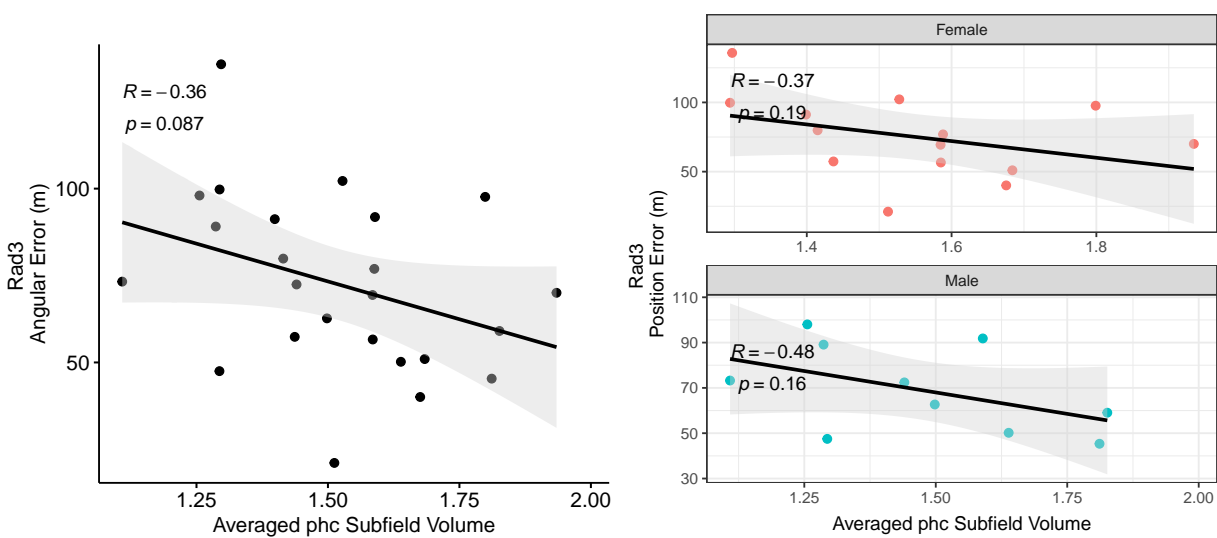 R = −0.36
p = 0.087
100
50
Rad3
Angular Error (m)
1.25
1.50
1.75
2.00
Averaged phc Subfield Volume
Female
R = −0.37
p = 0.19
100
50
1.4
1.6
1.8
Rad3
Position Error (m)
Male
R = −0.48
p = 0.16
110
90
70
50
30
1.25
1.50
1.75
2.00
Averaged phc Subfield Volume